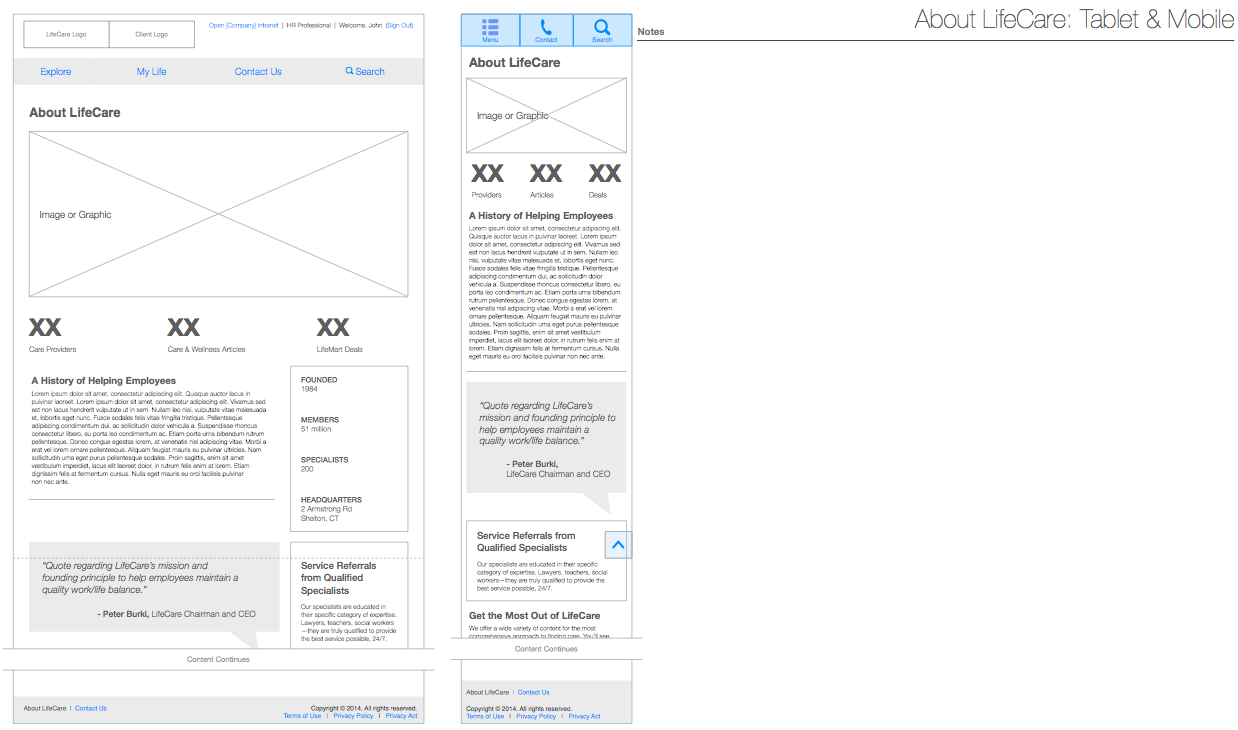 About LifeCare: Tablet & Mobile
Notes
LifeCare Logo
Client Logo
Open [Company] Intranet | HR Professional | Welcome, John (Sign Out)
Explore
My Life
Contact Us
Search
About LifeCare
Image or Graphic
XX
XX
XX
Care Providers
Care & Wellness Articles
LifeMart Deals
A History of Helping Employees
Lorem ipsum dolor sit amet, consectetur adipiscing elit. Quisque auctor lacus in
pulvinar laoreet. Lorem ipsum dolor sit amet, consectetur adipiscing elit. Vivamus sed
est non lacus hendrerit vulputate ut in sem. Nullam leo nisi, vulputate vitae malesuada
et, lobortis eget nunc. Fusce sodales felis vitae fringilla tristique. Pellentesque
adipiscing condimentum dui, ac sollicitudin dolor vehicula a. Suspendisse rhoncus
consectetur libero, eu porta leo condimentum ac. Etiam porta urna bibendum rutrum
pellentesque. Donec congue egestas lorem, at venenatis nisl adipiscing vitae. Morbi a
erat vel lorem ornare pellentesque. Aliquam feugiat mauris eu pulvinar ultricies. Nam
sollicitudin urna eget purus pellentesque sodales. Proin sagittis, enim sit amet
vestibulum imperdiet, lacus elit laoreet dolor, in rutrum felis enim at lorem. Etiam
dignissim felis at fermentum cursus. Nulla eget mauris eu orci facilisis pulvinar
non nec ante.
FOUNDED
1984
MEMBERS
51 million
SPECIALISTS
200
HEADQUARTERS
2 Armstrong Rd
Shelton, CT
“Quote regarding LifeCare’s mission and
founding principle to help employees maintain a
quality work/life balance.”
- Peter Burki, LifeCare Chairman and CEO
Service Referrals
from Qualified
Specialists
Our specialists are educated in
their specific category of expertise.
Lawyers, teachers, social workers
—they are truly qualified to provide
the best service possible, 24/7.
Content Continues
About LifeCare | Contact Us
Copyright © 2014. All rights reserved.
Terms of Use | Privacy Policy | Privacy Act
Menu
Contact
Search
About LifeCare
Image or Graphic
XX
XX
XX
Providers
Articles
Deals
A History of Helping Employees
Lorem ipsum dolor sit amet, consectetur adipiscing elit.
Quisque auctor lacus in pulvinar laoreet. Lorem ipsum
dolor sit amet, consectetur adipiscing elit. Vivamus sed
est non lacus hendrerit vulputate ut in sem. Nullam leo
nisi, vulputate vitae malesuada et, lobortis eget nunc.
Fusce sodales felis vitae fringilla tristique. Pellentesque
adipiscing condimentum dui, ac sollicitudin dolor
vehicula a. Suspendisse rhoncus consectetur libero, eu
porta leo condimentum ac. Etiam porta urna bibendum
rutrum pellentesque. Donec congue egestas lorem, at
venenatis nisl adipiscing vitae. Morbi a erat vel lorem
ornare pellentesque. Aliquam feugiat mauris eu pulvinar
ultricies. Nam sollicitudin urna eget purus pellentesque
sodales. Proin sagittis, enim sit amet vestibulum
imperdiet, lacus elit laoreet dolor, in rutrum felis enim at
lorem. Etiam dignissim felis at fermentum cursus. Nulla
eget mauris eu orci facilisis pulvinar non nec ante.
“Quote regarding LifeCare’s
mission and founding principle to
help employees maintain a
quality work/life balance.”
- Peter Burki,
LifeCare Chairman and CEO
Service Referrals from
Qualified Specialists
Our specialists are educated in their specific
category of expertise. Lawyers, teachers, social
workers—they are truly qualified to provide the
best service possible, 24/7.
Get the Most Out of LifeCare
We offer a wide variety of content for the most
comprehensive approach to finding care. You’ll see
Content Continues
About LifeCare | Contact Us
Copyright © 2014. All rights reserved.
Terms of Use | Privacy Policy | Privacy Act